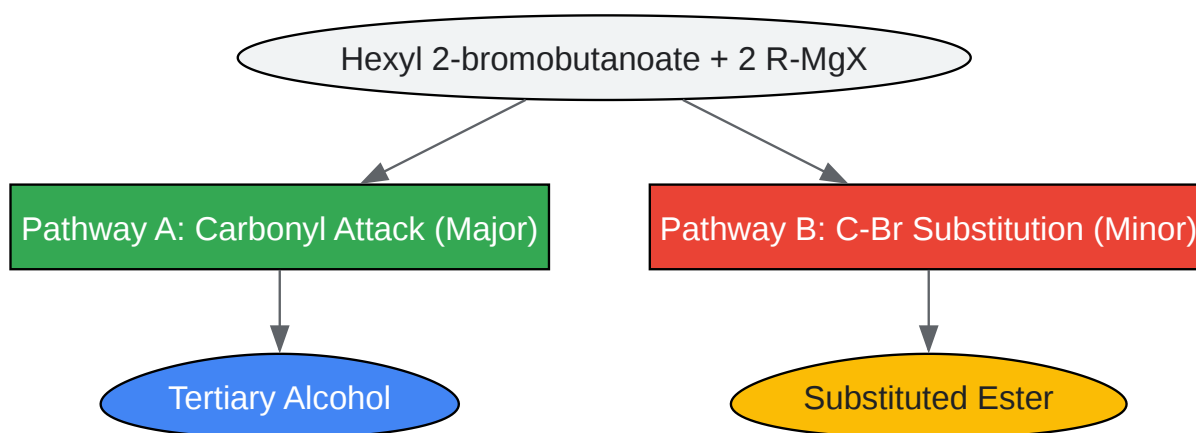 Hexyl 2-bromobutanoate + 2 R-MgX
Pathway A: Carbonyl Attack (Major)
Pathway B: C-Br Substitution (Minor)
Tertiary Alcohol
Substituted Ester